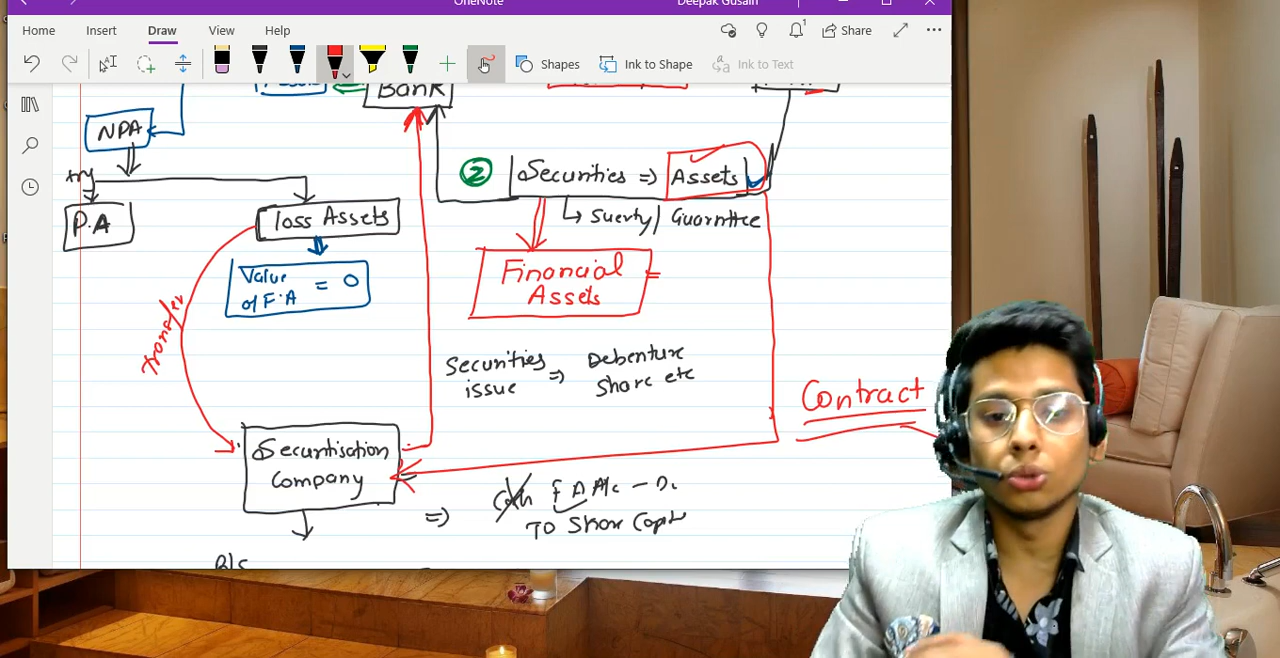 OneNote
Deepak Gusain
Home Insert Draw View Help
Share
Shapes
Ink to Shape
Ink to Text
Bank
NPA
try
P.A
loss Assets
Value
of F.A = 0
transfer
② Securities ⇒ Assets
↳ Suerty/ Guarntee
Financial =
Assets
Securities
issue ⇒ Debenture
Share etc
Contract
Securitisation
Company
⇒ F A A/c - Dr
To Share Capt
B/S